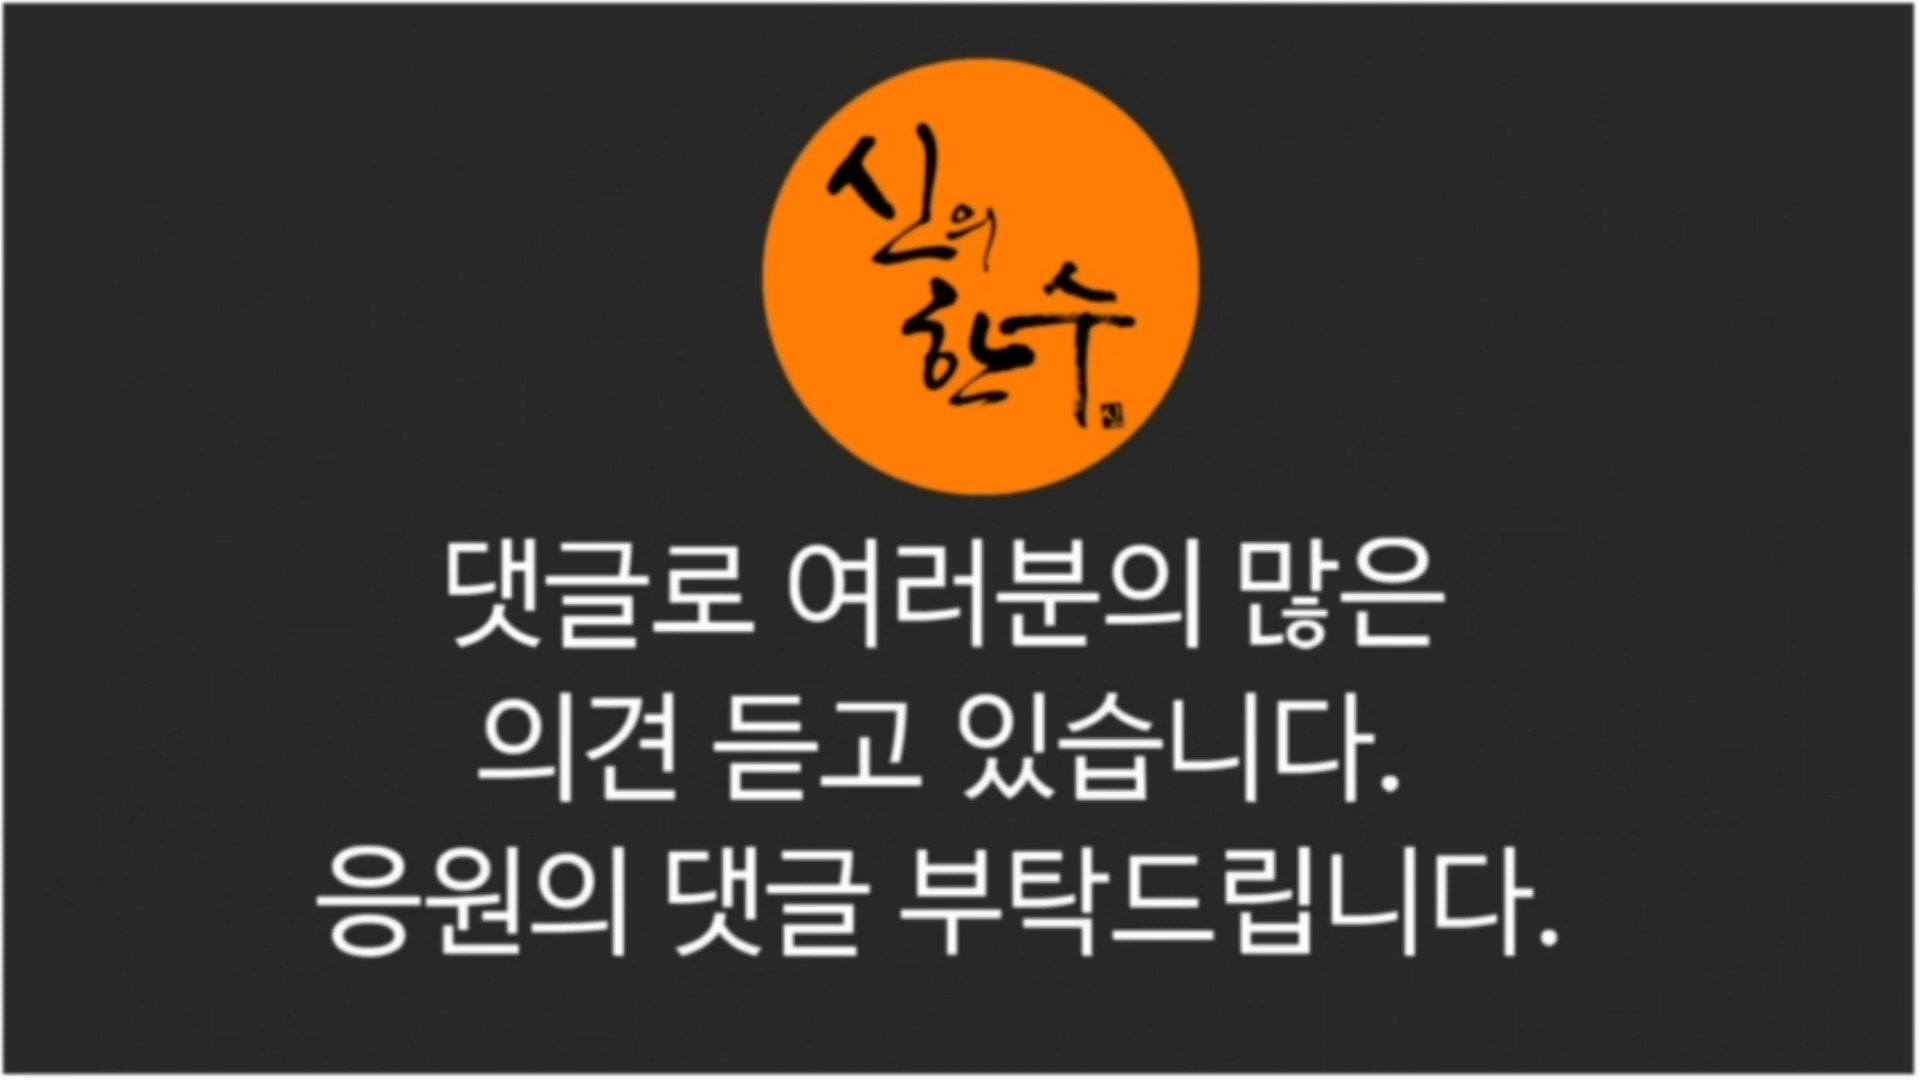 신의
한수
댓글로 여러분의 많은
의견 듣고 있습니다.
응원의 댓글 부탁드립니다.